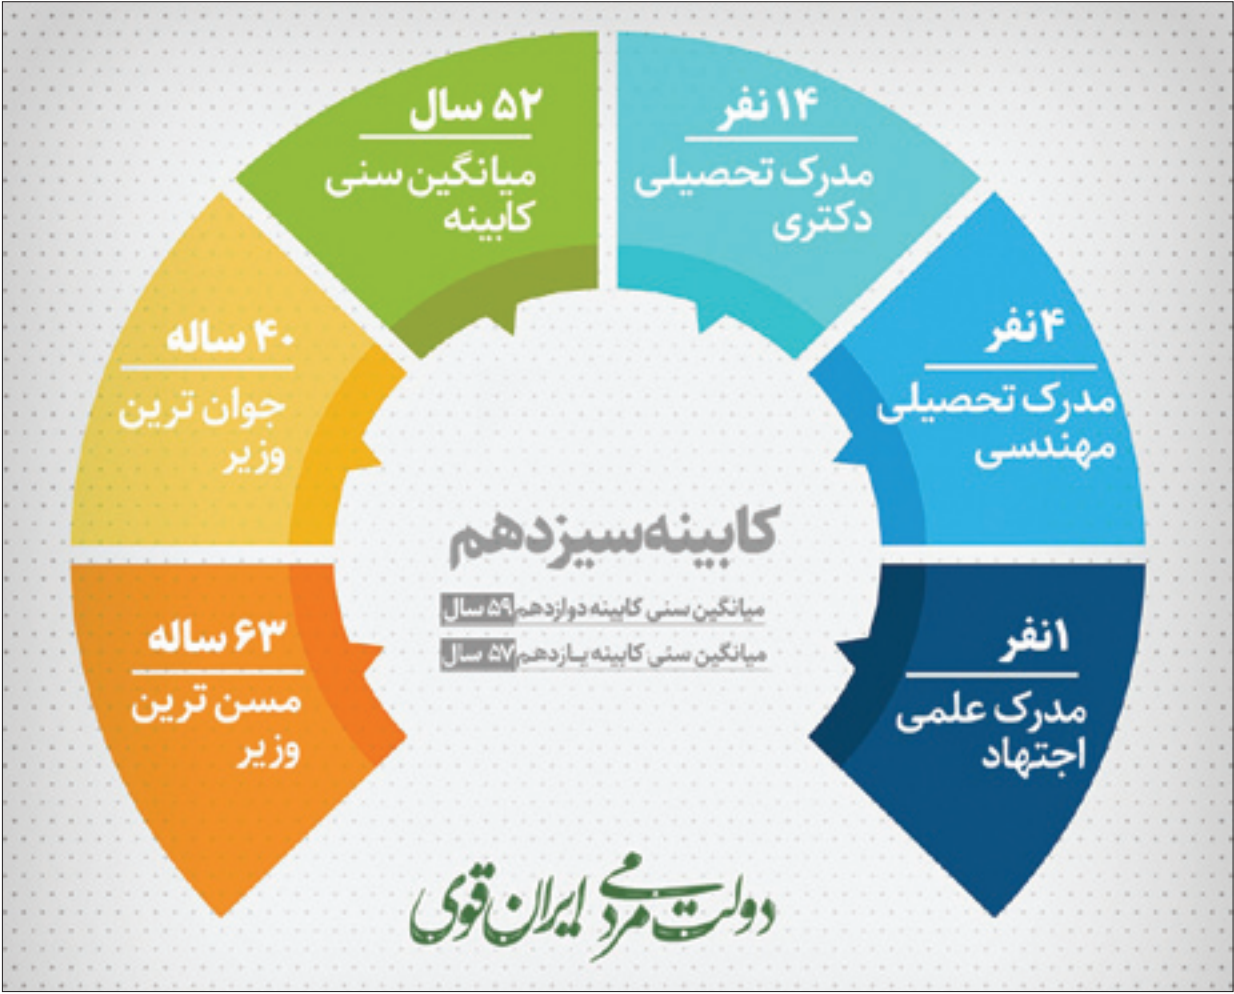 ۱۴ نفر
مدرک تحصیلی
دکتری
۴ نفر
مدرک تحصیلی
مهندسی
۱ نفر
مدرک علمی
اجتهاد
۵۲ سال
میانگین سنی
کابینه
۴۰ ساله
جوان ترین
وزیر
۶۳ ساله
مسن ترین
وزیر
کابینه سیزدهم
میانگین سنی کابینه دوازدهم ۵۹ سال
میانگین سنی کابینه یازدهم ۵۷ سال
دولت مردمی ایران قوی